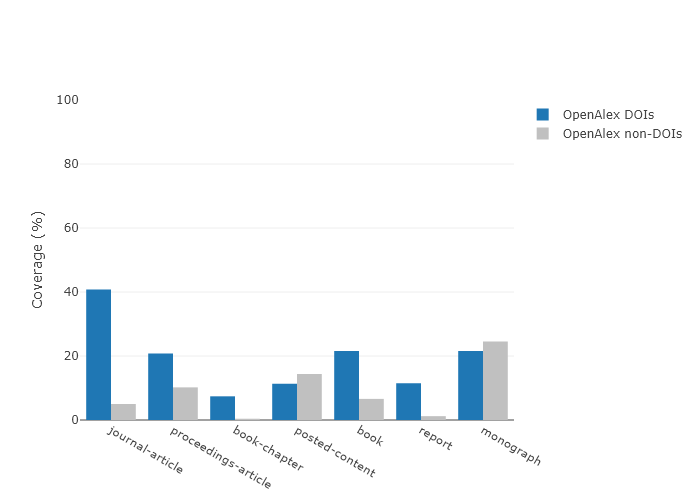 100
80
60
40
20
0
Coverage (%)
journal-article
proceedings-article
book-chapter
posted-content
book
report
monograph
OpenAlex DOIs
OpenAlex non-DOIs